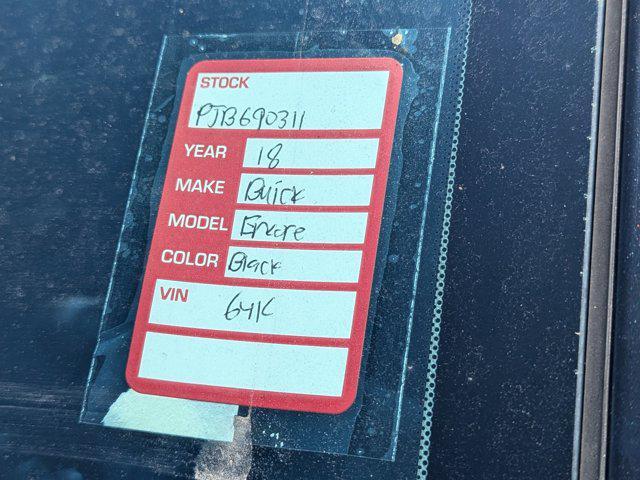 STOCK
PJB690311
YEAR 18
MAKE Buick
MODEL Encore
COLOR Black
VIN 64K